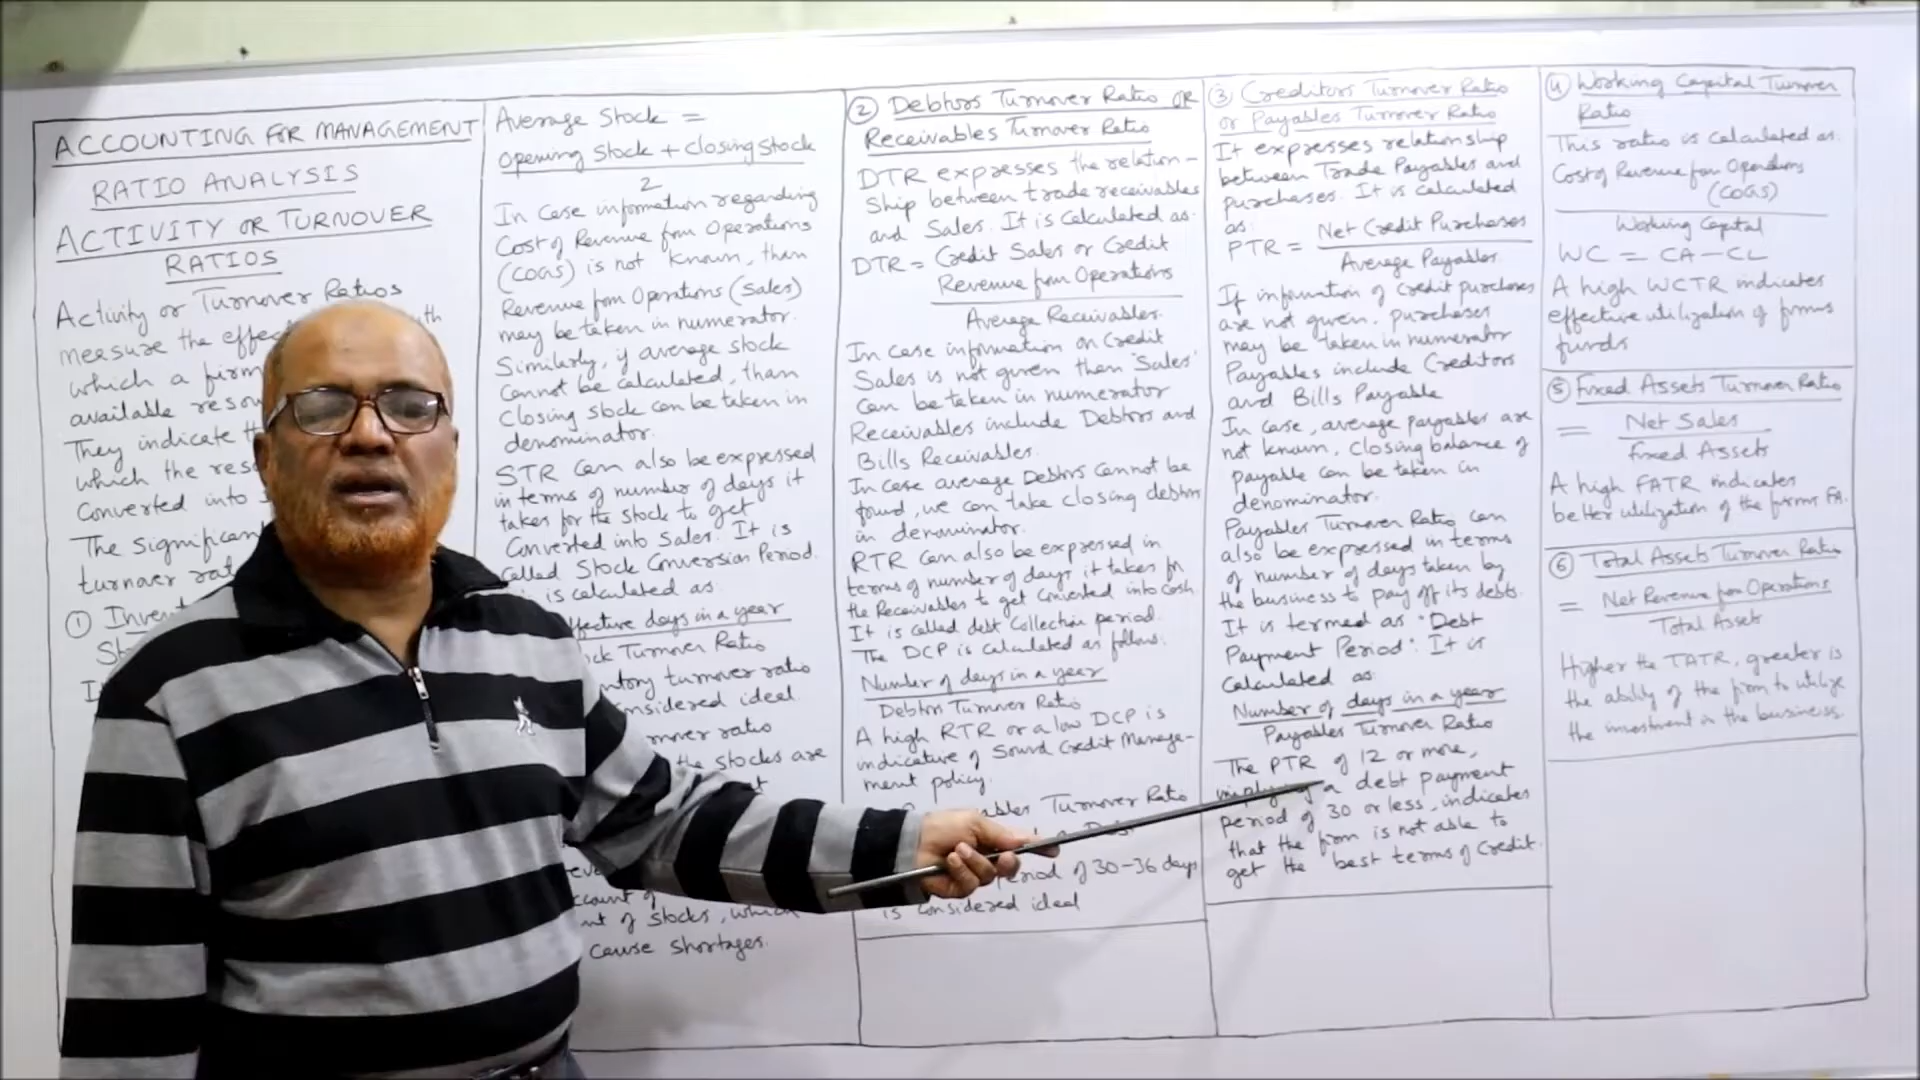 ACCOUNTING FOR MANAGEMENT
RATIO ANALYSIS
ACTIVITY OR TURNOVER
RATIOS
Activity or Turnover Ratios
measure the
which a firm
available
They indicate
which the
Converted into
The
turnover
①
Average Stock =
Opening Stock + Closing Stock
2
In Case information regarding
Cost of Revenue from Operations
(COGS) is not known, than
Revenue from Operations (Sales)
may be taken in numerator.
Similarly, if average stock
Cannot be calculated, than
Closing stock can be taken in
denominator.
STR can also be expressed
in terms of number of days it
takes for the stock to get
Converted into Sales. It is
Called Stock Conversion Period.
is calculated as.
days in a year
Turnover Ratio
turnover ratio
ideal
ratio
the stocks are
of
of stocks, which
Cause Shortages.
② Debtors Turnover Ratio OR
Receivables Turnover Ratio
DTR expresses the relation-
ship between trade receivables
and Sales. It is Calculated as.
DTR = Credit Sales or Credit
Revenue from Operations
Average Receivables.
In Case information on Credit
Sales is not given then 'Sales'
Can be taken in numerator
Receivables include Debtors and
Bills Receivables.
In Case average Debtors Cannot be
found, we can take closing debtors
in denominator.
RTR can also be expressed in
terms of number of days it takes for
the Receivables to get Converted into Cash.
It is called debt Collection period.
The DCP is calculated as follows.
Number of days in a year
Debtors Turnover Ratio
A high RTR or a low DCP is
indicative of Sound Credit Manage-
ment policy.
Turnover Ratio
of 30-36 days
is Considered ideal
③ Creditors Turnover Ratio
or Payables Turnover Ratio
It expresses relationship
between Trade Payables and
purchases. It is calculated
as.
PTR = Net Credit Purchases
Average Payables.
If information of Credit purchases
are not given. purchases
may be taken in numerator
Payables include Creditors
and Bills Payable
In Case, average payables are
not known, Closing balance of
payable can be taken in
denominator.
Payables Turnover Ratio can
also be expressed in terms
of number of days taken by
the business to pay off its debts.
It is termed as "Debt
Payment Period". It is
Calculated as.
Number of days in a year
Payables Turnover Ratio
The PTR of 12 or more,
implying a debt payment
period of 30 or less, indicates
that the firm is not able to
get the best terms of Credit.
④ Working Capital Turnover
Ratio
This ratio is calculated as.
Cost of Revenue from Operations
(COGS)
Working Capital
WC = CA - CL
A high WCTR indicates
effective utilization of firms
funds
⑤ Fixed Assets Turnover Ratio
= Net Sales
Fixed Assets
A high FATR indicates
better utilization of the firms FA.
⑥ Total Assets Turnover Ratio
= Net Revenue from Operations
Total Assets
Higher the TATR, greater is
the ability of the firm to utilize
the investment in the business.